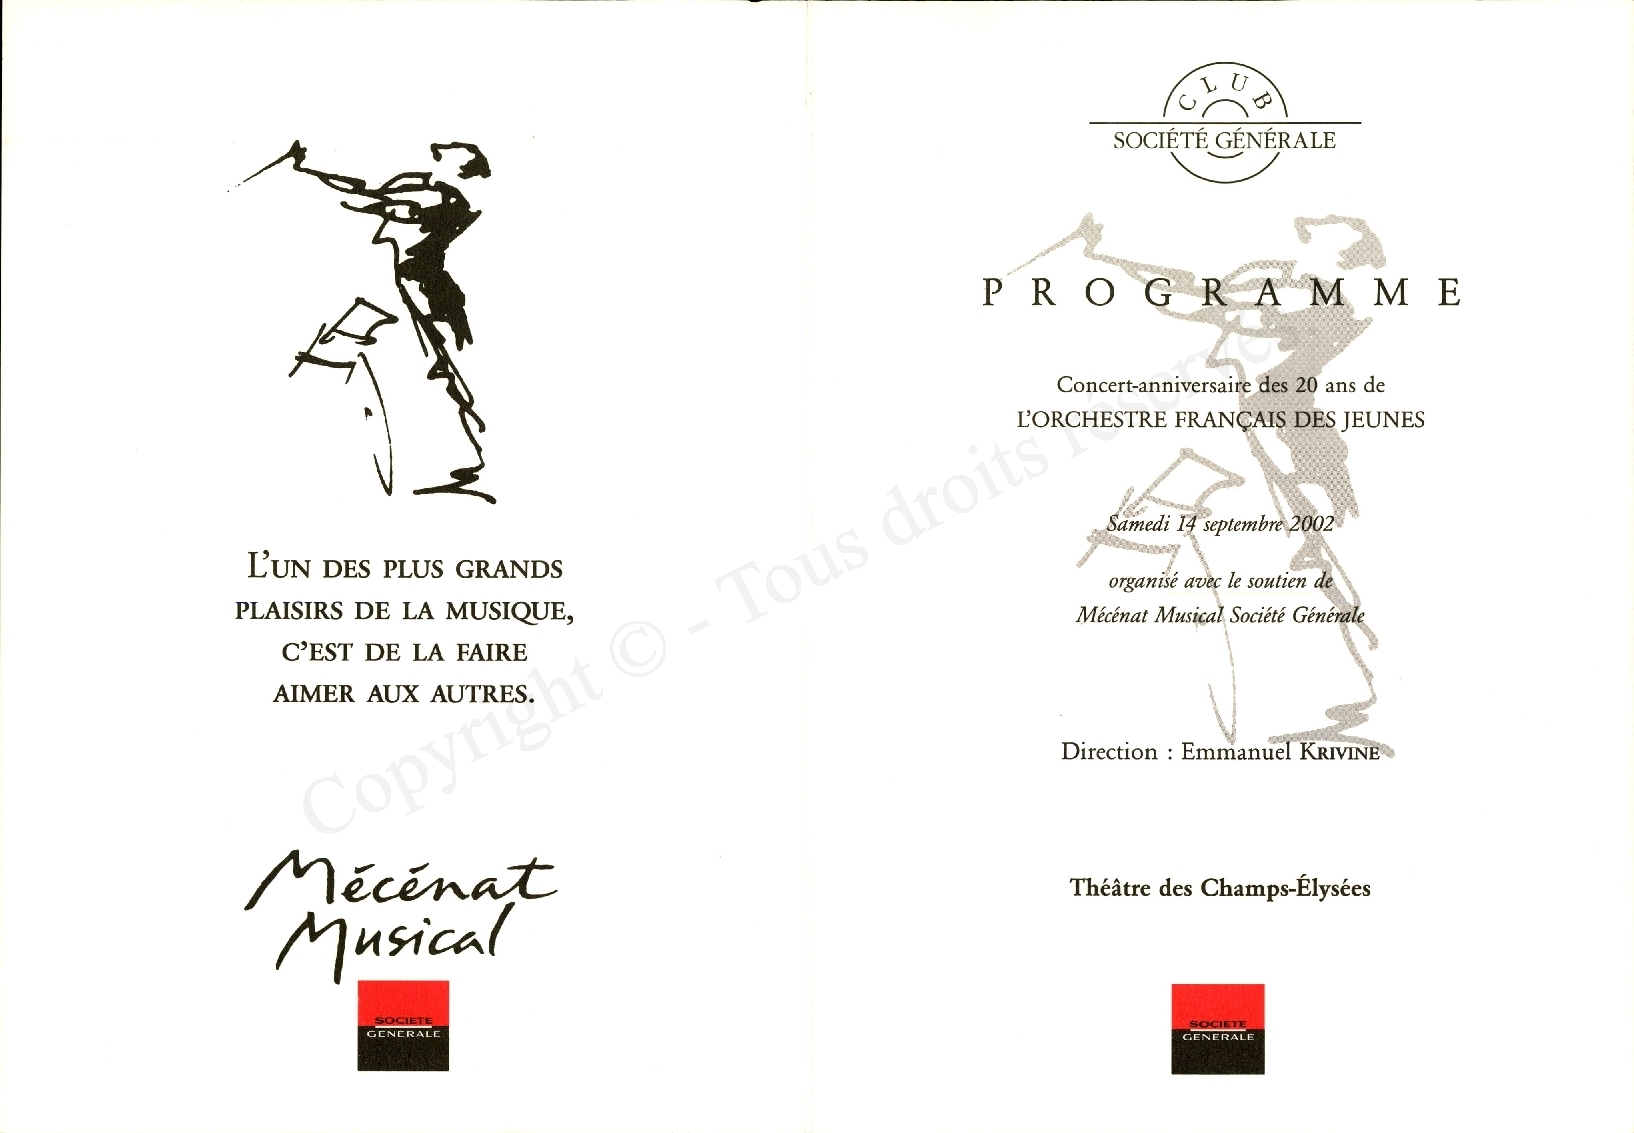 L'UN DES PLUS GRANDS
PLAISIRS DE LA MUSIQUE,
C'EST DE LA FAIRE
AIMER AUX AUTRES.
Mécénat
Musical
SOCIETE
GENERALE
CLUB
SOCIÉTÉ GÉNÉRALE
PROGRAMME
Concert-anniversaire des 20 ans de
L'ORCHESTRE FRANÇAIS DES JEUNES
Samedi 14 septembre 2002
organisé avec le soutien de
Mécénat Musical Société Générale
Direction : Emmanuel KRIVINE
Théâtre des Champs-Élysées
SOCIETE
GENERALE
Copyright © - Tous droits réservés